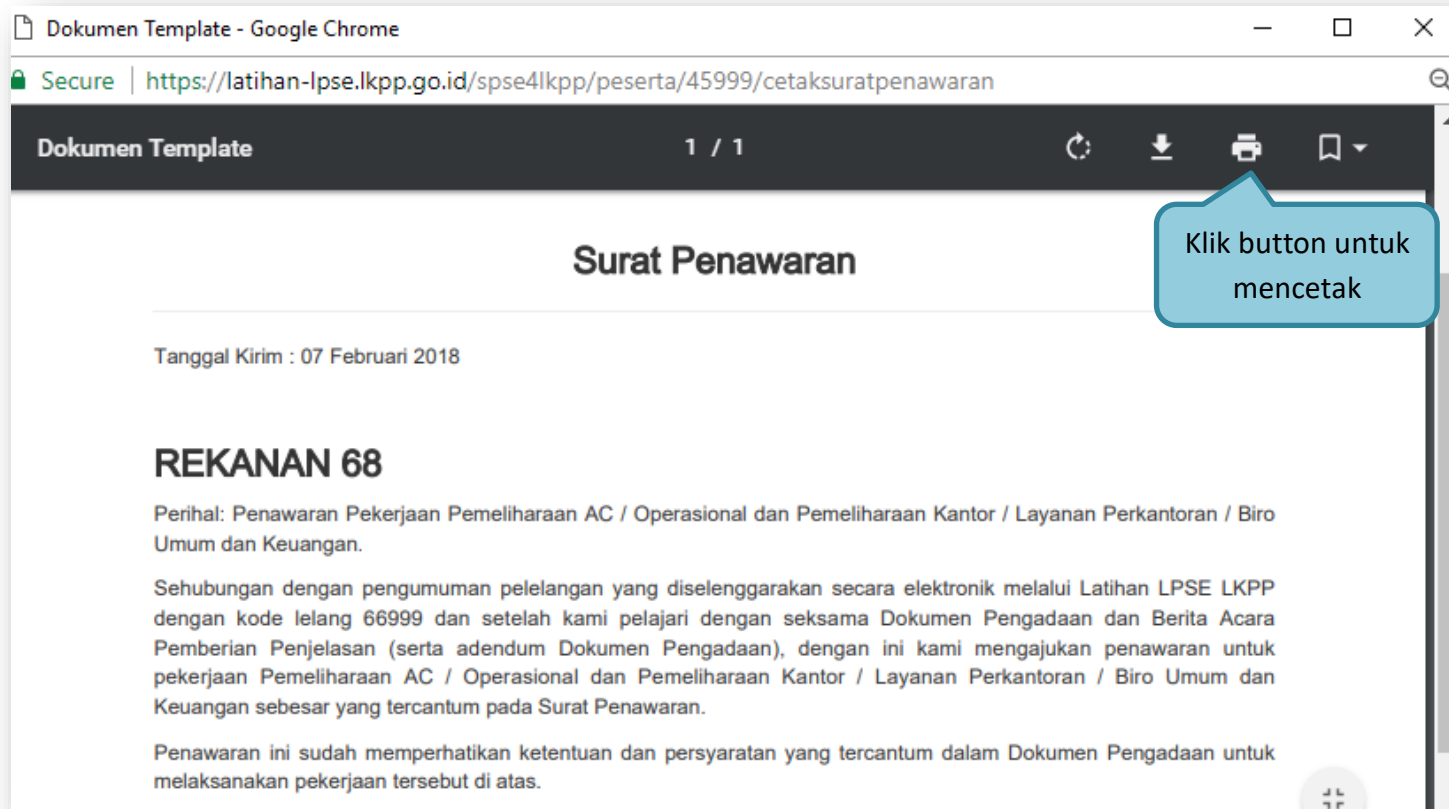 Dokumen Template - Google Chrome
Secure | https://latihan-lpse.lkpp.go.id/spse4lkpp/peserta/45999/cetaksuratpenawaran
Dokumen Template 1 / 1
Klik button untuk
mencetak
Surat Penawaran
Tanggal Kirim : 07 Februari 2018
REKANAN 68
Perihal: Penawaran Pekerjaan Pemeliharaan AC / Operasional dan Pemeliharaan Kantor / Layanan Perkantoran / Biro
Umum dan Keuangan.
Sehubungan dengan pengumuman pelelangan yang diselenggarakan secara elektronik melalui Latihan LPSE LKPP
dengan kode lelang 66999 dan setelah kami pelajari dengan seksama Dokumen Pengadaan dan Berita Acara
Pemberian Penjelasan (serta adendum Dokumen Pengadaan), dengan ini kami mengajukan penawaran untuk
pekerjaan Pemeliharaan AC / Operasional dan Pemeliharaan Kantor / Layanan Perkantoran / Biro Umum dan
Keuangan sebesar yang tercantum pada Surat Penawaran.
Penawaran ini sudah memperhatikan ketentuan dan persyaratan yang tercantum dalam Dokumen Pengadaan untuk
melaksanakan pekerjaan tersebut di atas.